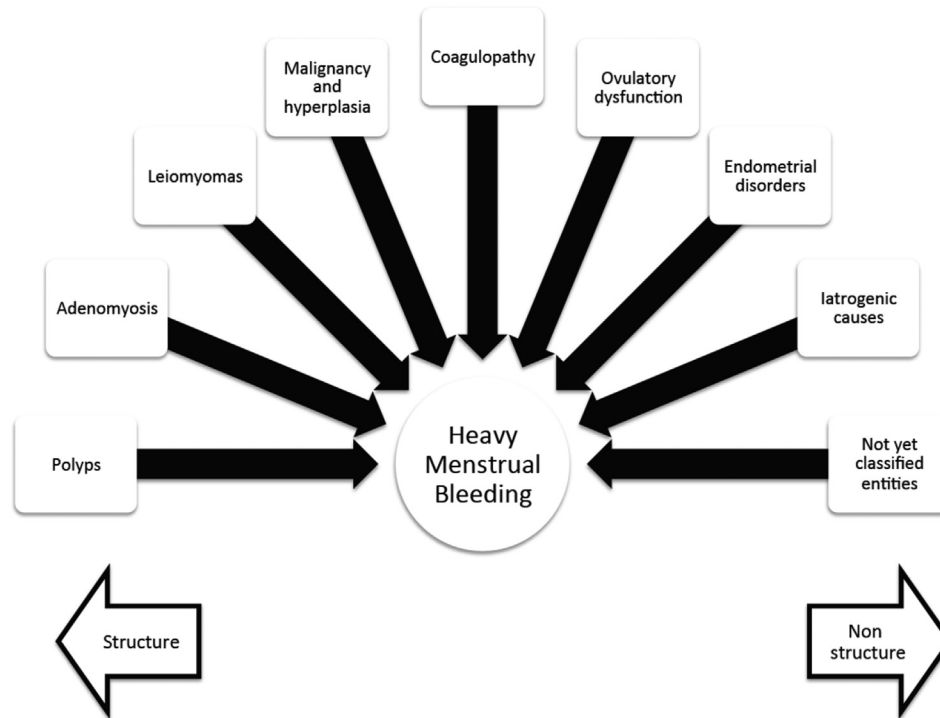 Polyps
Adenomyosis
Leiomyomas
Malignancy
and
hyperplasia
Coagulopathy
Ovulatory
dysfunction
Endometrial
disorders
Iatrogenic
causes
Not yet
classified
entities
Heavy
Menstrual
Bleeding
Structure
Non
structure